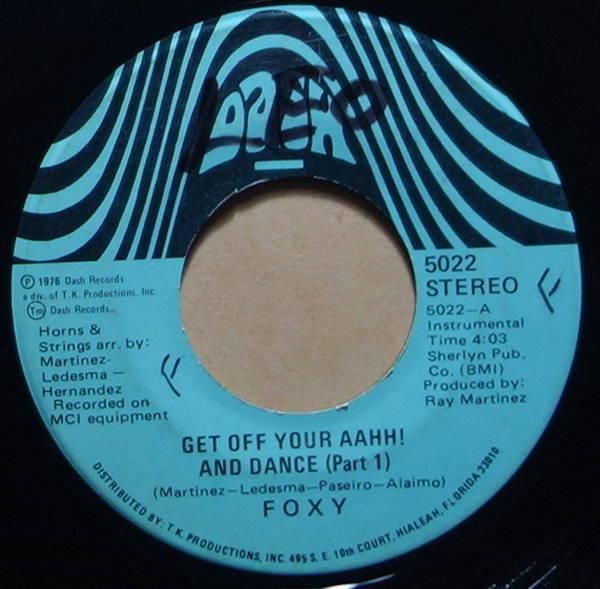 LEO
DASH
Ⓟ 1976 Dash Records
a div. of T. K. Productions, Inc.
(Tm) Dash Records
Horns &
Strings arr. by:
Martinez-
Ledesma –
Hernandez
Recorded on
MCI equipment
5022
STEREO
5022–A
Instrumental
Time 4:03
Sherlyn Pub.
Co. (BMI)
Produced by:
Ray Martinez
GET OFF YOUR AAHH!
AND DANCE (Part 1)
(Martinez–Ledesma–Paseiro–Alaimo)
FOXY
DISTRIBUTED BY: T.K. PRODUCTIONS, INC. 495 S. E. 10th COURT, HIALEAH, FLORIDA 33010